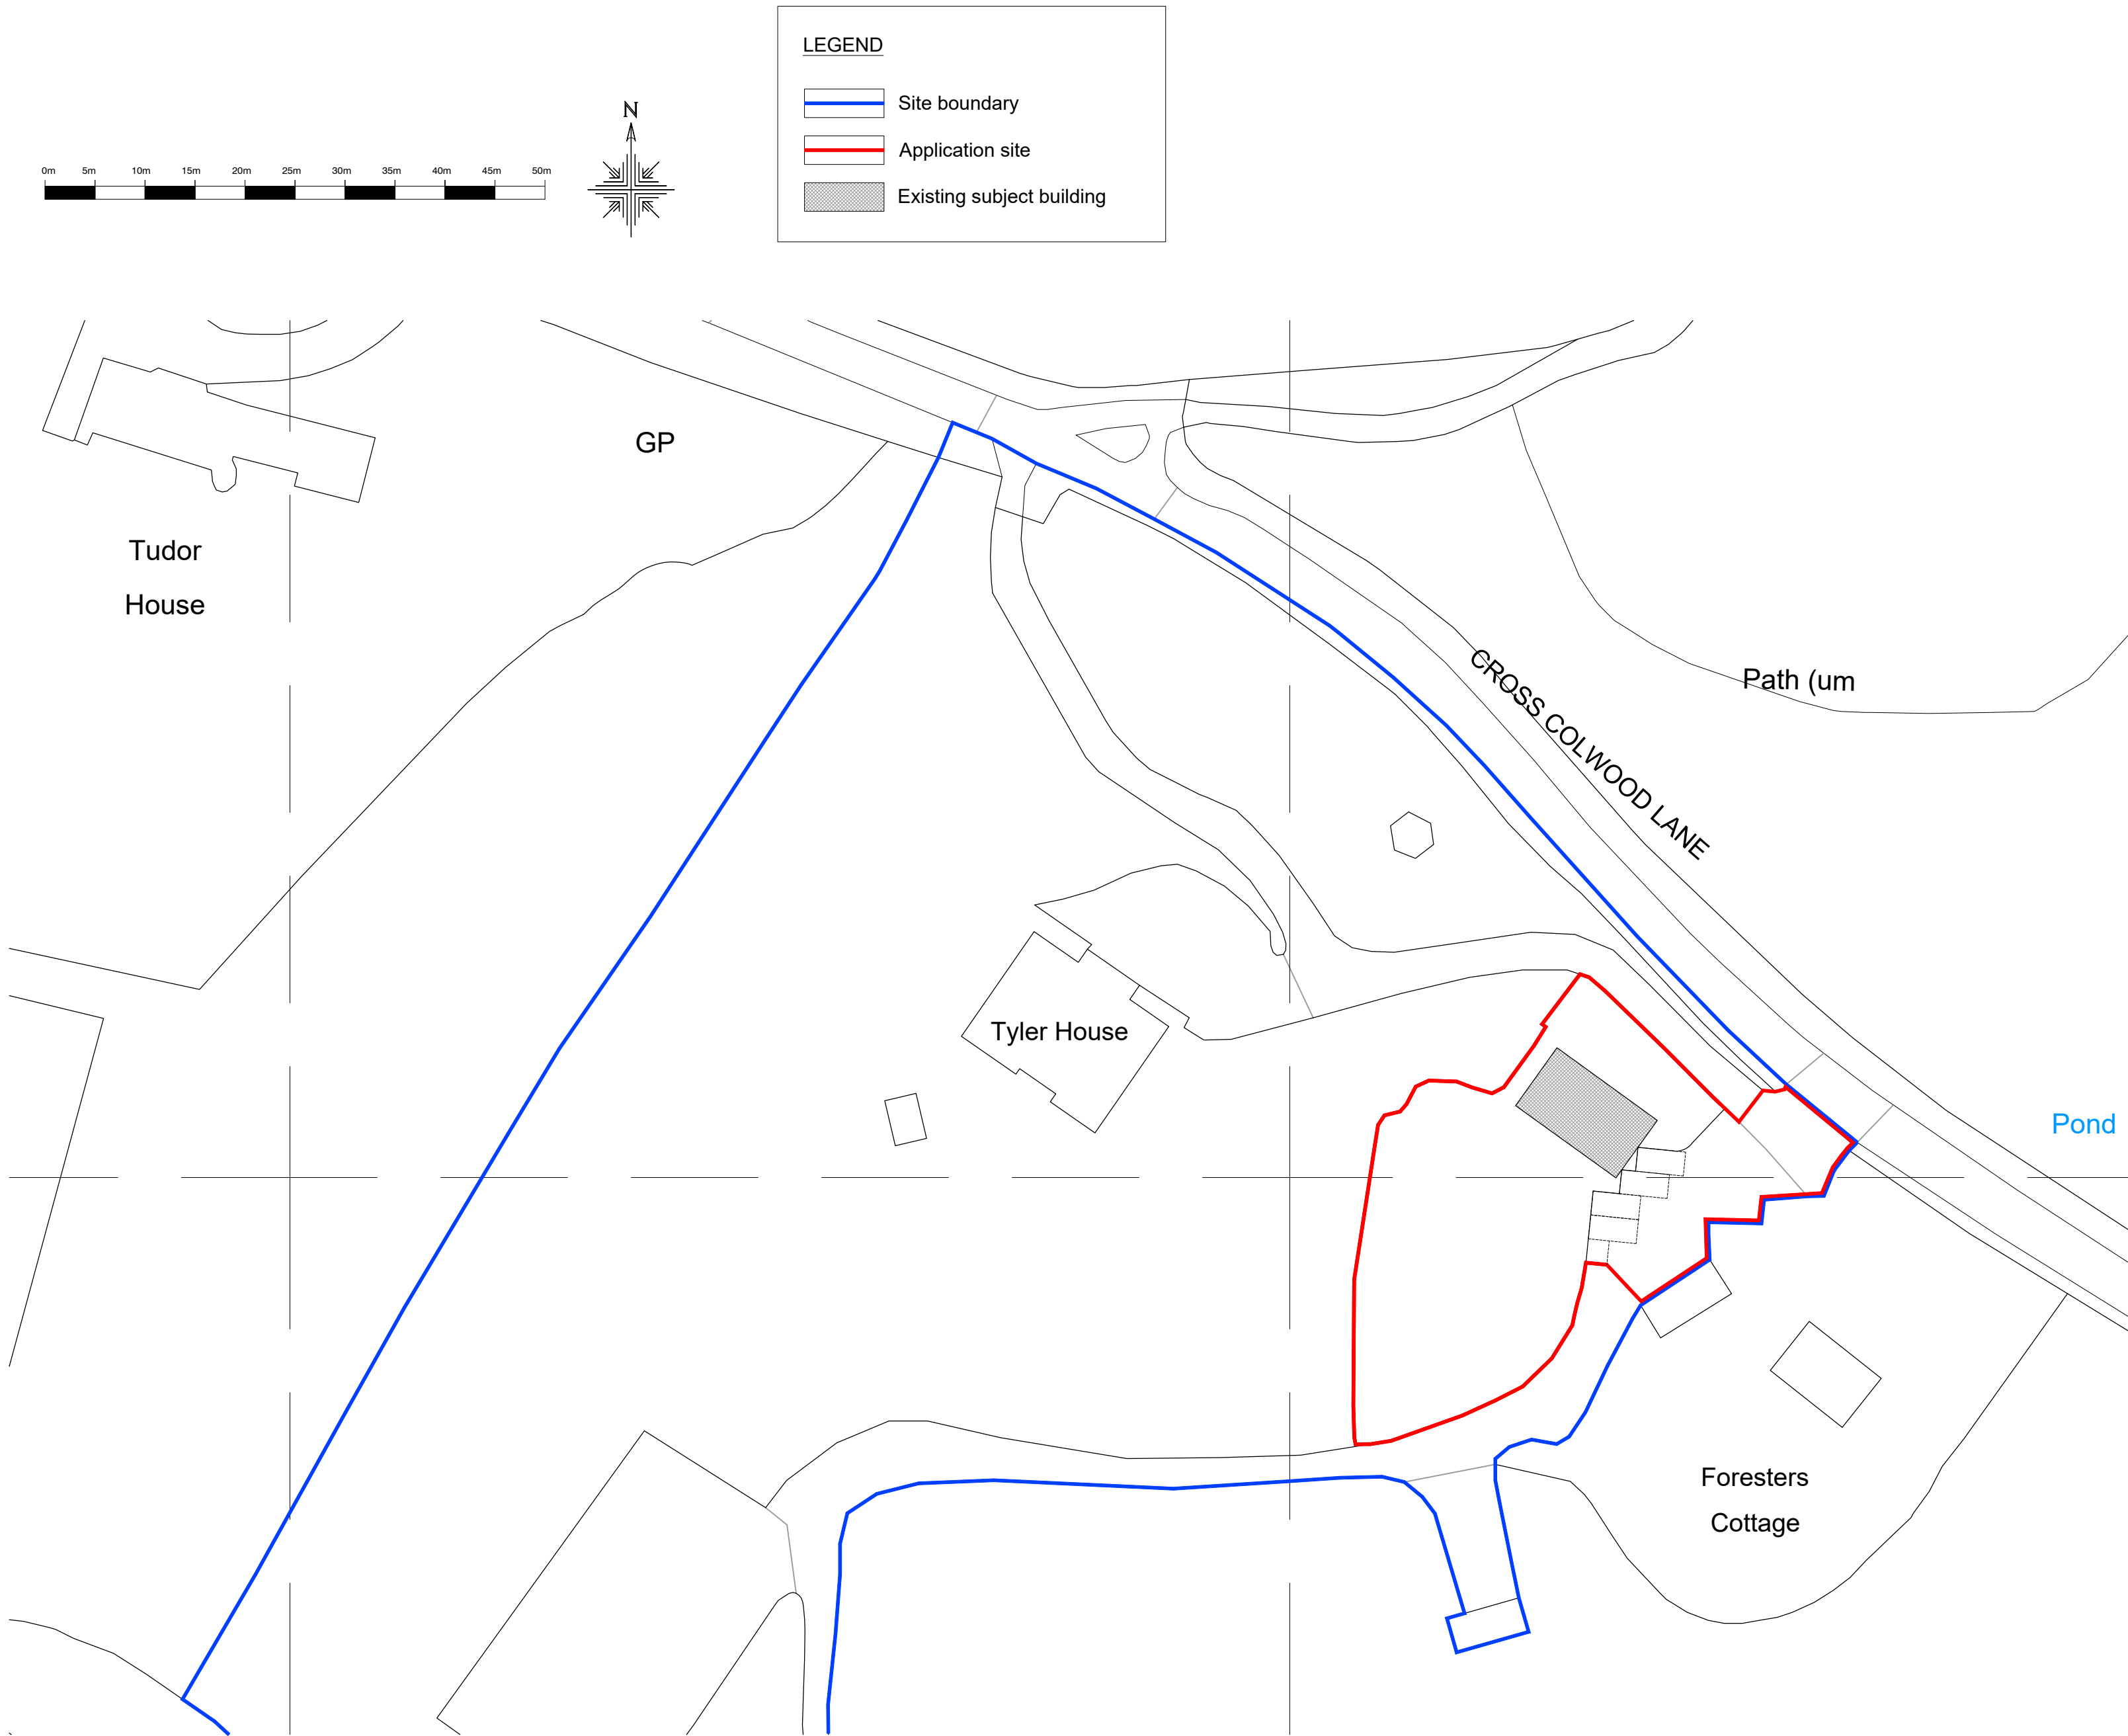 LEGEND
Site boundary
Application site
Existing subject building
N
0m 5m 10m 15m 20m 25m 30m 35m 40m 45m 50m
GP
Tudor
House
CROSS COLWOOD LANE
Path (um
Tyler House
Pond
Foresters
Cottage